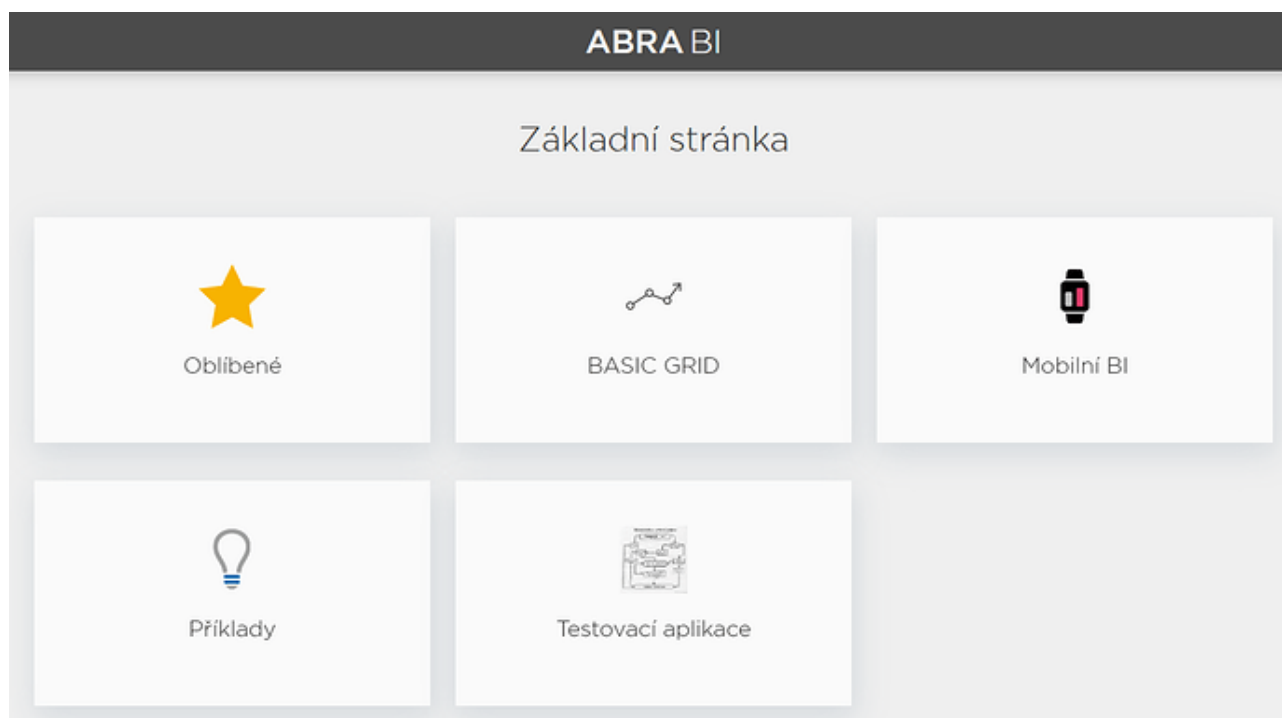 ABRA BI
Základní stránka
Oblíbené
BASIC GRID
Mobilní BI
Příklady
Testovací aplikace